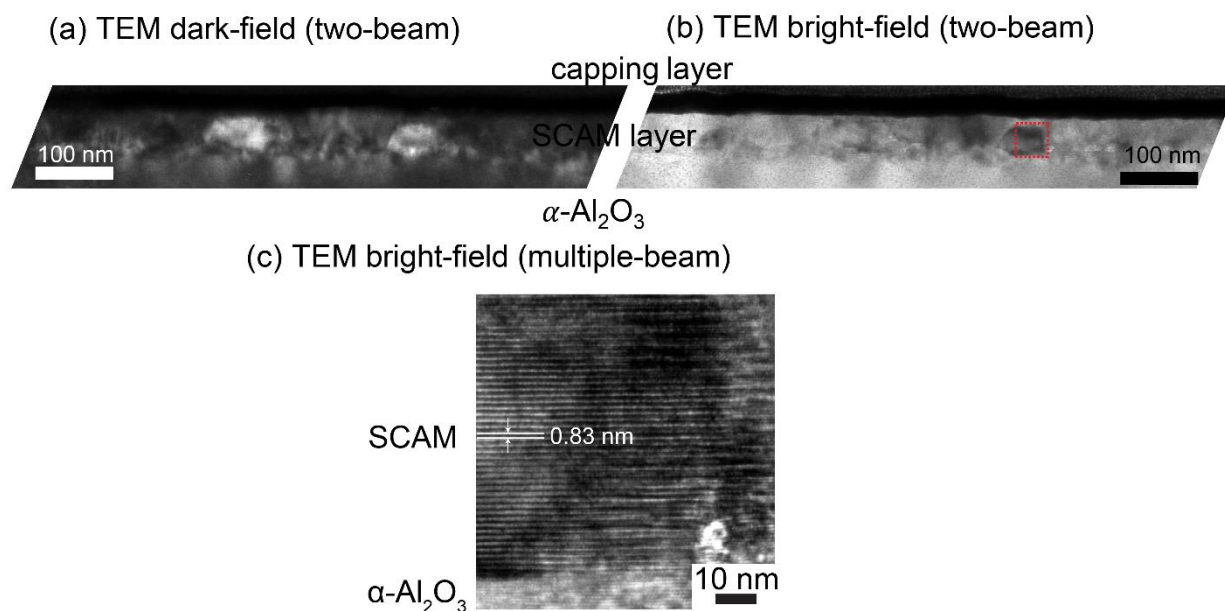 (a) TEM dark-field (two-beam)
(b) TEM bright-field (two-beam)
capping layer
SCAM layer
100 nm
100 nm
α-Al₂O₃
(c) TEM bright-field (multiple-beam)
SCAM
0.83 nm
α-Al₂O₃
10 nm